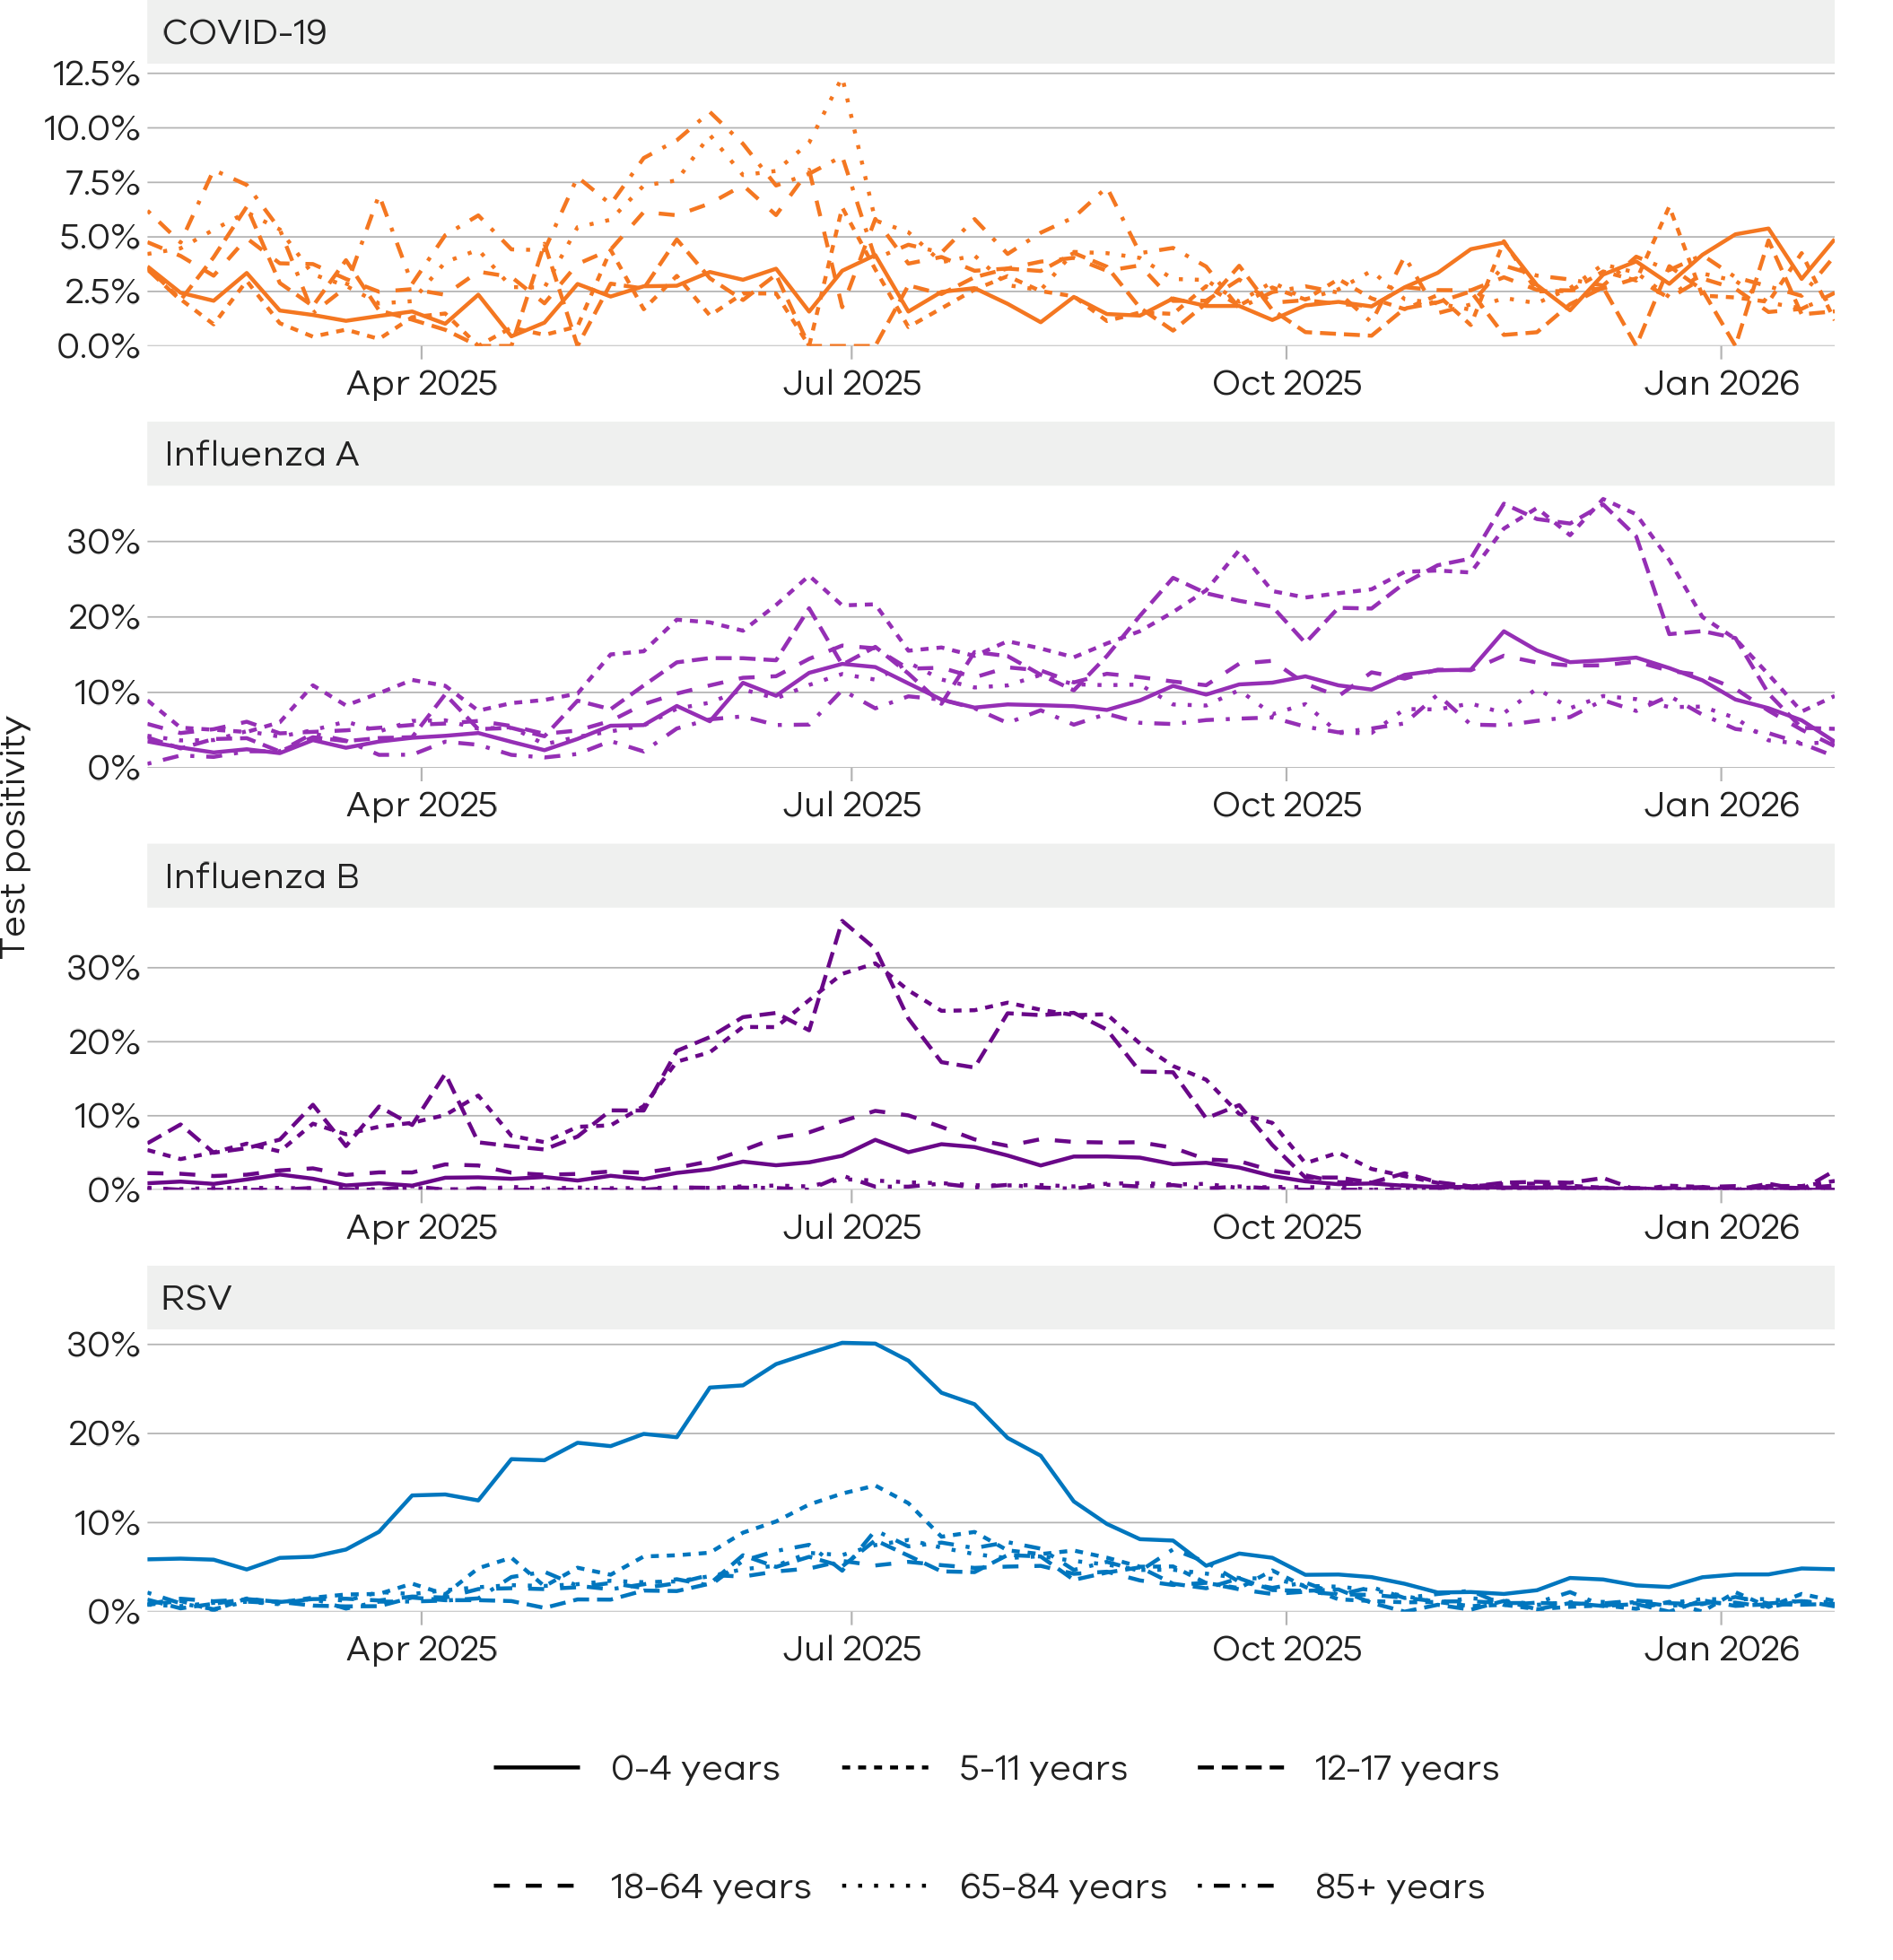 COVID-19
12.5%
10.0%
7.5%
5.0%
2.5%
0.0%
Apr 2025 Jul 2025 Oct 2025 Jan 2026
Influenza A
30%
20%
10%
0%
Apr 2025 Jul 2025 Oct 2025 Jan 2026
Test positivity
Influenza B
30%
20%
10%
0%
Apr 2025 Jul 2025 Oct 2025 Jan 2026
RSV
30%
20%
10%
0%
Apr 2025 Jul 2025 Oct 2025 Jan 2026
0-4 years 5-11 years 12-17 years
18-64 years 65-84 years 85+ years